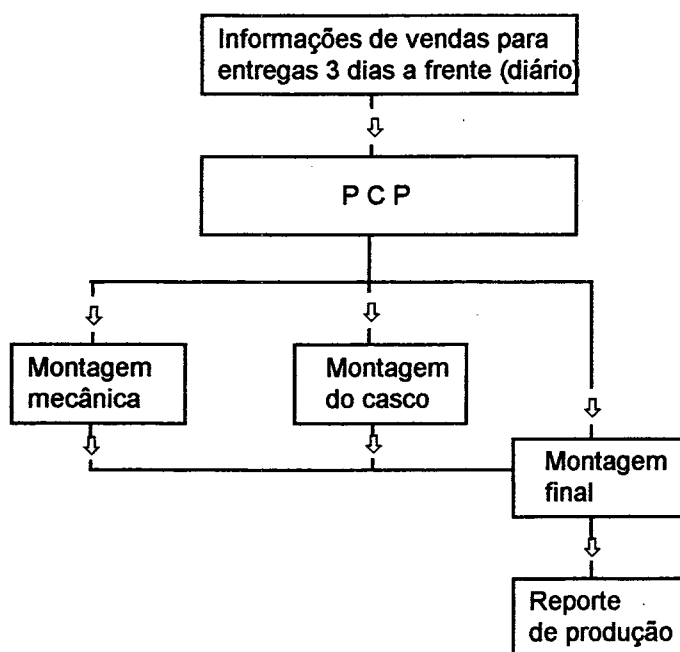 Informações de vendas para
entregas 3 dias a frente (diário)
P C P
Montagem
mecânica
Montagem
do casco
Montagem
final
Reporte
de produção